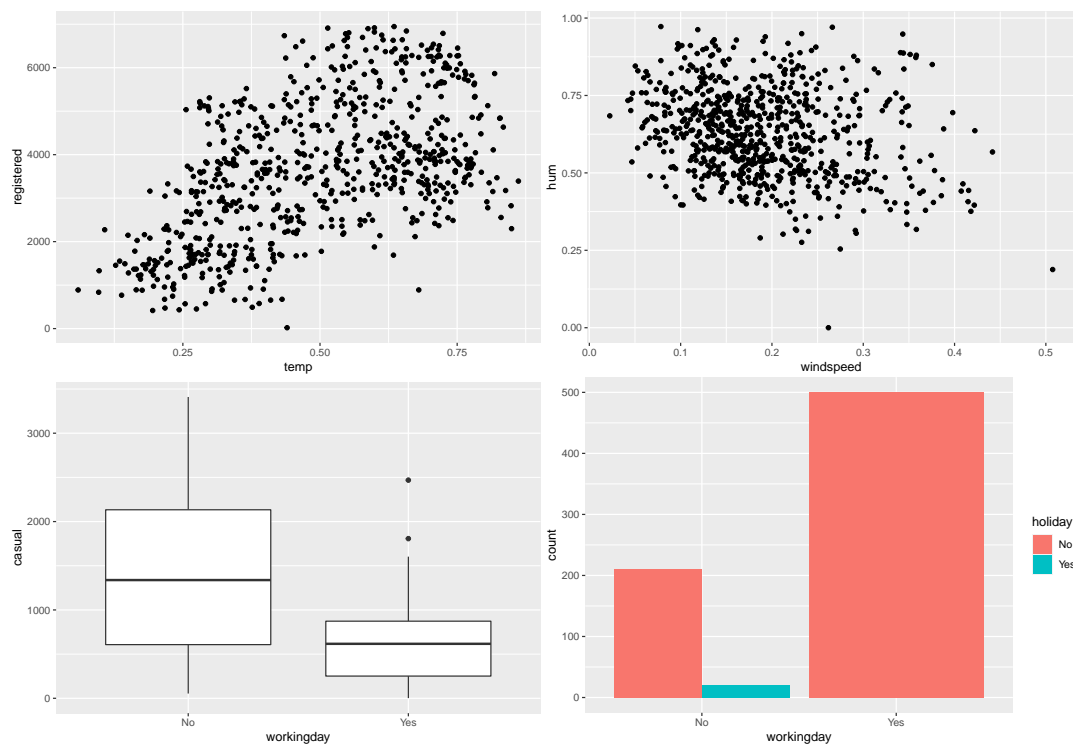 registered
6000
4000
2000
0
0.25 0.50 0.75
temp
hum
1.00
0.75
0.50
0.25
0.00
0.0 0.1 0.2 0.3 0.4 0.5
windspeed
casual
3000
2000
1000
0
No Yes
workingday
count
500
400
300
200
100
0
No Yes
workingday
holiday
No
Yes